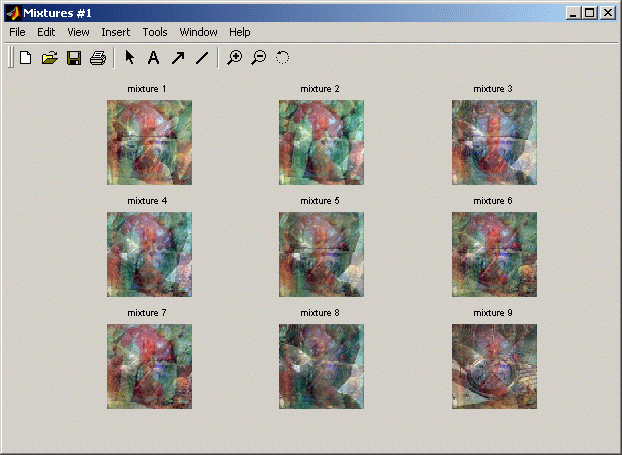 Mixtures #1
File Edit View Insert Tools Window Help
A
mixture 1 mixture 2 mixture 3
mixture 4 mixture 5 mixture 6
mixture 7 mixture 8 mixture 9